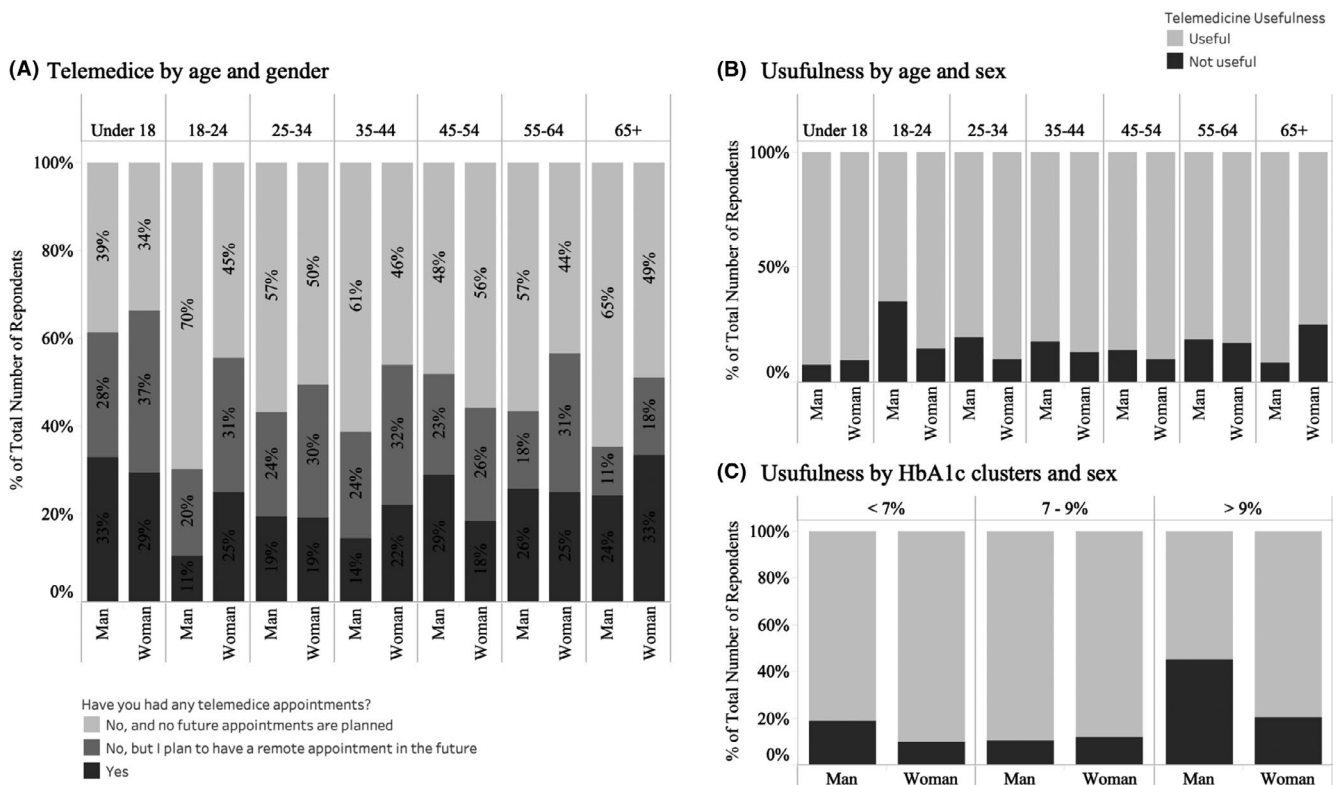 Telemedicine Usefulness
Useful
Not useful
(A) Telemedice by age and gender
Under 18 18-24 25-34 35-44 45-54 55-64 65+
% of Total Number of Repondents
100%
80%
60%
40%
20%
0%
39% 34% 70% 45% 57% 50% 61% 46% 48% 56% 57% 44% 65% 49%
28% 37% 20% 31% 24% 30% 24% 32% 23% 26% 18% 31% 11% 18%
33% 29% 11% 25% 19% 19% 14% 22% 29% 18% 26% 25% 24% 33%
Man Woman Man Woman Man Woman Man Woman Man Woman Man Woman Man Woman
Have you had any telemedice appointments?
No, and no future appointments are planned
No, but I plan to have a remote appointment in the future
Yes
(B) Usufulness by age and sex
Under 18 18-24 25-34 35-44 45-54 55-64 65+
% of Total Number of Repondents
100%
50%
0%
Man Woman Man Woman Man Woman Man Woman Man Woman Man Woman Man Woman
(C) Usufulness by HbA1c clusters and sex
< 7% 7 - 9% > 9%
% of Total Number of Repondents
100%
80%
60%
40%
20%
0%
Man Woman Man Woman Man Woman